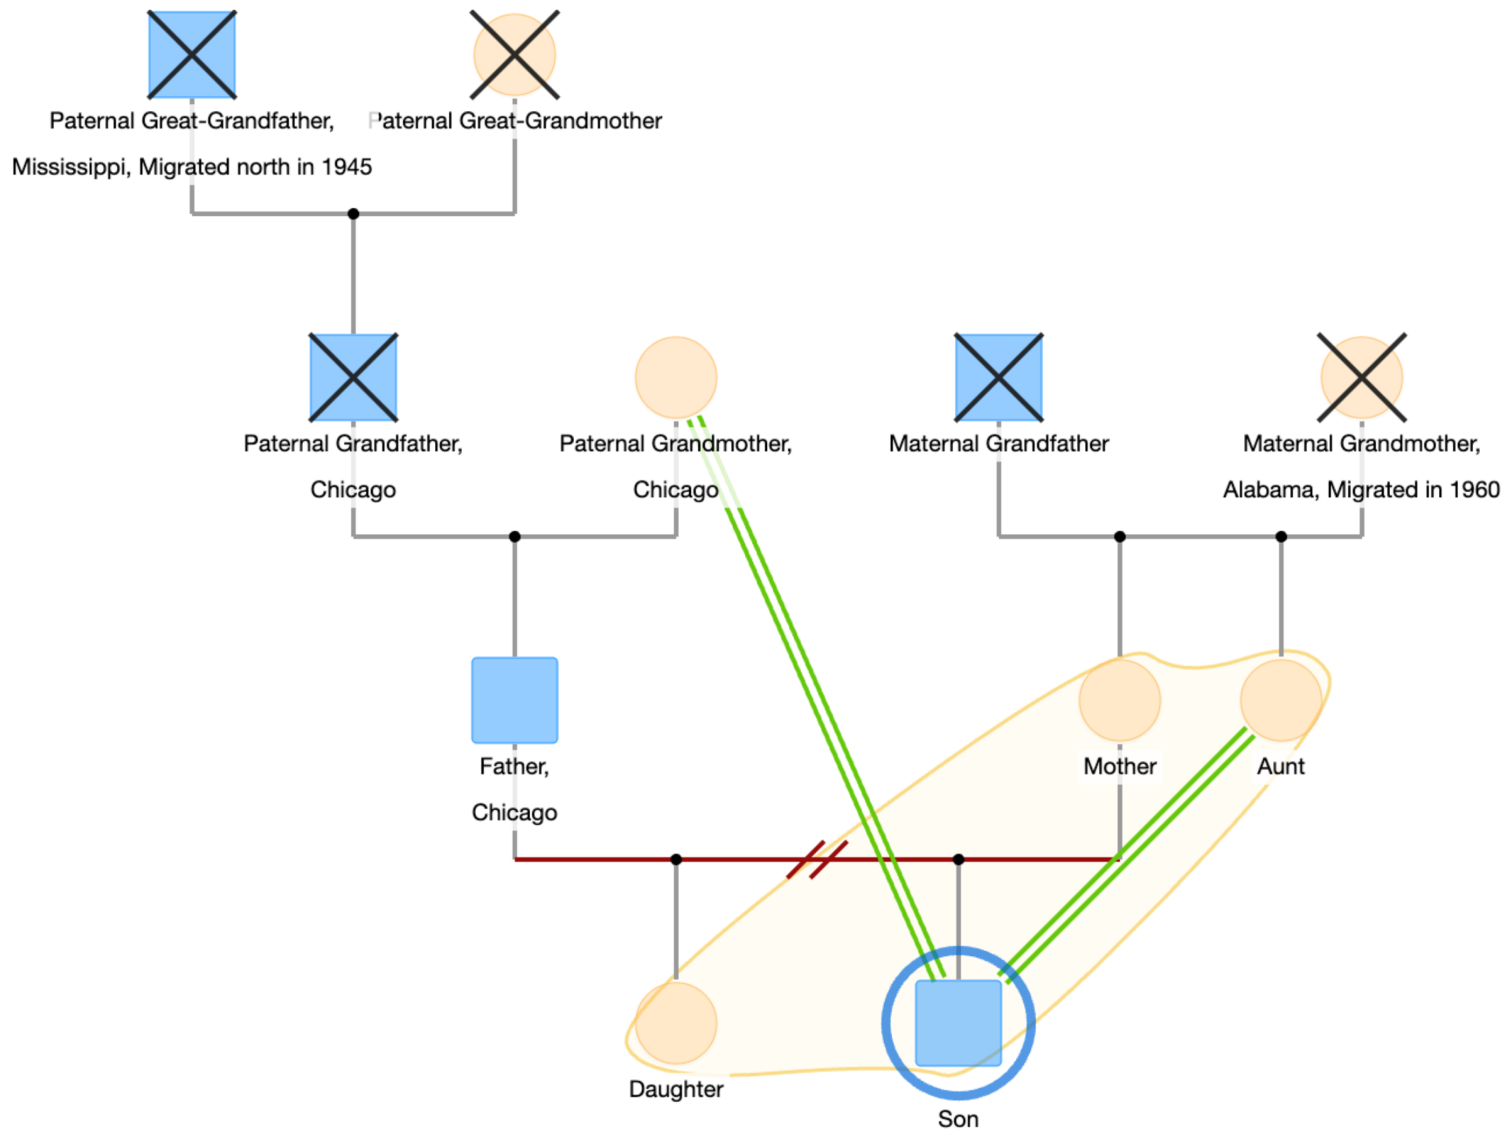 Paternal Great-Grandfather,
Mississippi, Migrated north in 1945
Paternal Great-Grandmother
Paternal Grandfather,
Chicago
Paternal Grandmother,
Chicago
Maternal Grandfather
Maternal Grandmother,
Alabama, Migrated in 1960
Father,
Chicago
Mother
Aunt
Daughter
Son